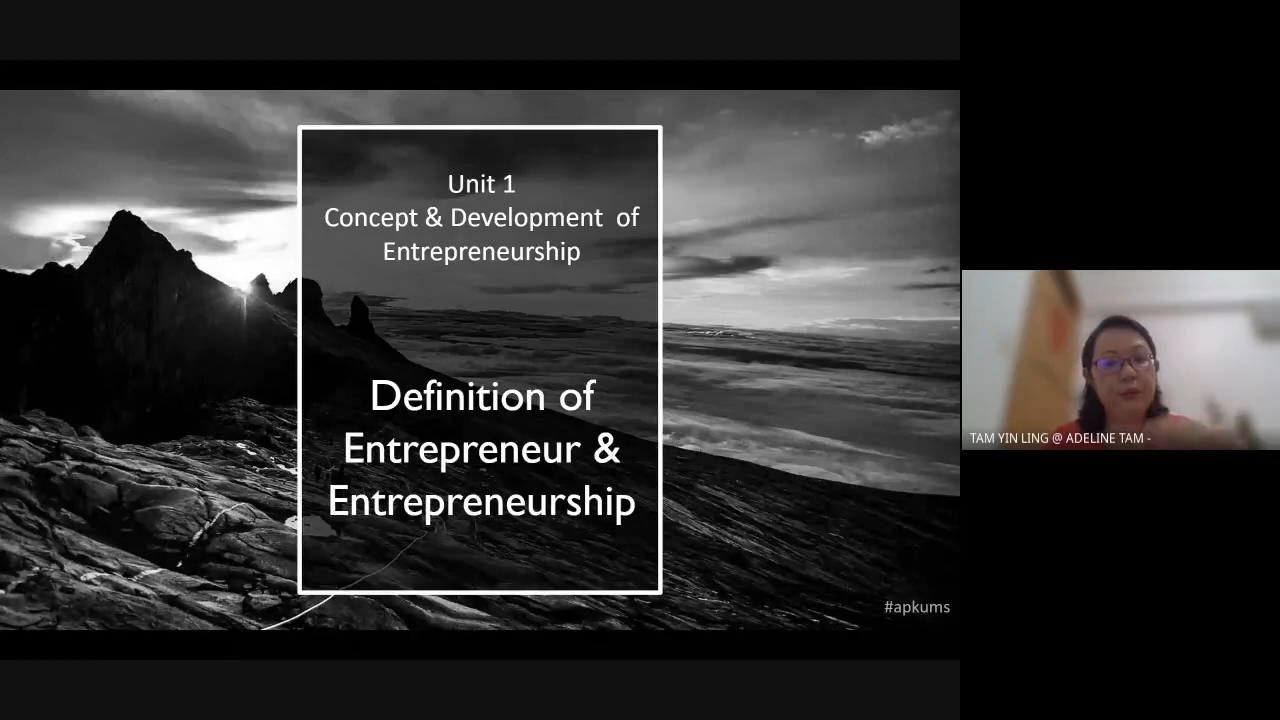 Unit 1
Concept & Development of
Entrepreneurship
Definition of
Entrepreneur &
Entrepreneurship
#apkums
TAM YIN LING @ ADELINE TAM -